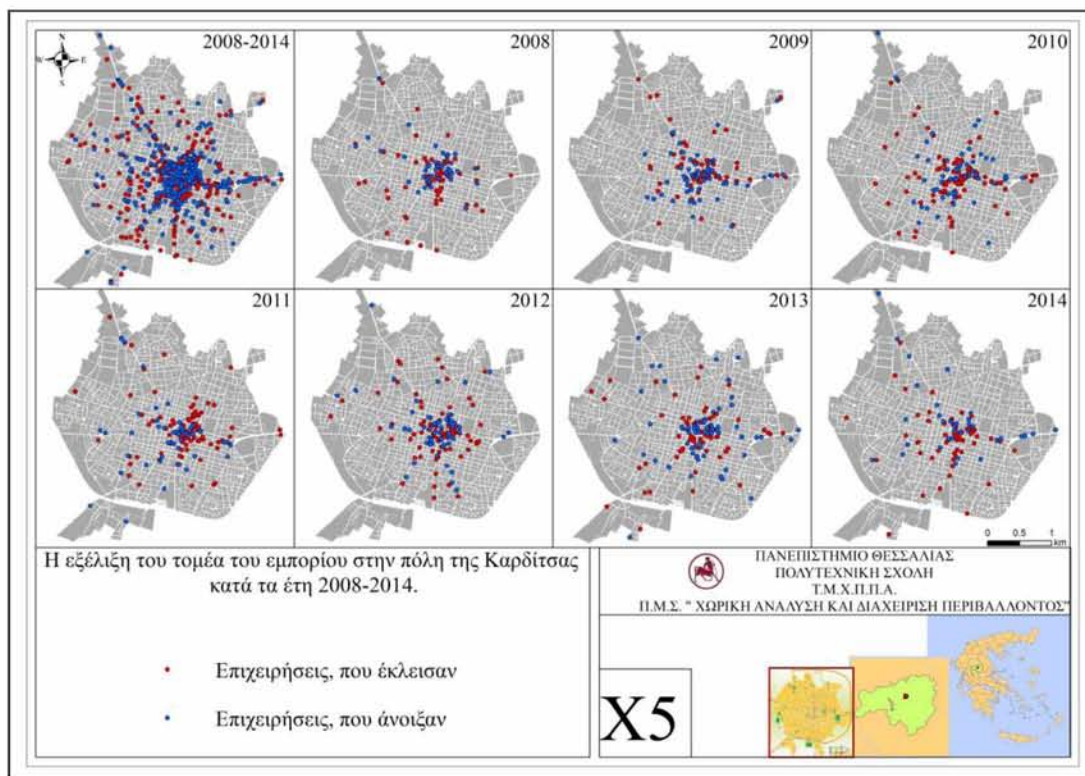 2008-2014
2008
2009
2010
W E
2011
2012
2013
2014
0 0.5 1
km
Η εξέλιξη του τομέα του εμπορίου στην πόλη της Καρδίτσας
κατά τα έτη 2008-2014.
Επιχειρήσεις, που έκλεισαν
Επιχειρήσεις, που άνοιξαν
ΠΑΝΕΠΙΣΤΗΜΙΟ ΘΕΣΣΑΛΙΑΣ
ΠΟΛΥΤΕΧΝΙΚΗ ΣΧΟΛΗ
Τ.Μ.Χ.Π.Π.Α.
Π.Μ.Σ. " ΧΩΡΙΚΗ ΑΝΑΛΥΣΗ ΚΑΙ ΔΙΑΧΕΙΡΙΣΗ ΠΕΡΙΒΑΛΛΟΝΤΟΣ"
X5